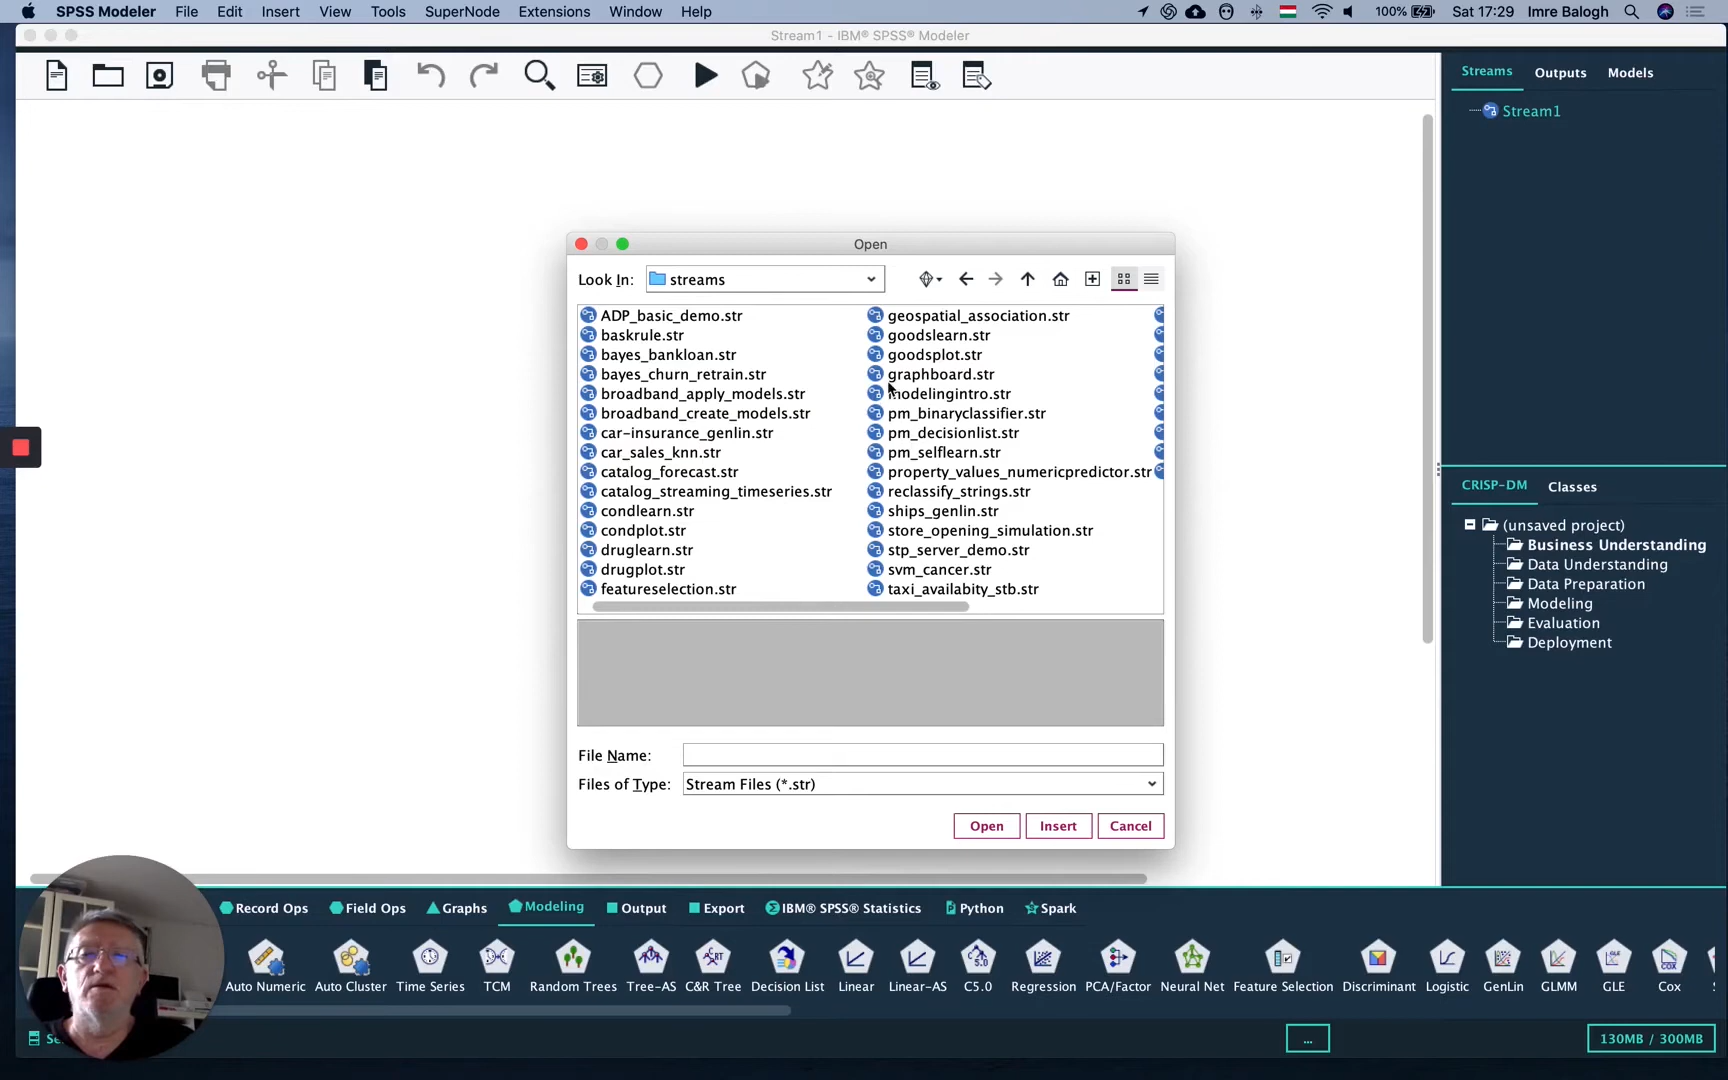 SPSS Modeler File Edit Insert View Tools SuperNode Extensions Window Help 100% Sat 17:29 Imre Balogh
Stream1 - IBM® SPSS® Modeler
Streams Outputs Models
Stream1
Open
Look In: streams
ADP_basic_demo.str geospatial_association.str
baskrule.str goodslearn.str
bayes_bankloan.str goodsplot.str
bayes_churn_retrain.str graphboard.str
broadband_apply_models.str modelingintro.str
broadband_create_models.str pm_binaryclassifier.str
car-insurance_genlin.str pm_decisionlist.str
car_sales_knn.str pm_selflearn.str
catalog_forecast.str property_values_numericpredictor.str
catalog_streaming_timeseries.str reclassify_strings.str
condlearn.str ships_genlin.str
condplot.str store_opening_simulation.str
druglearn.str stp_server_demo.str
drugplot.str svm_cancer.str
featureselection.str taxi_availabity_stb.str
File Name:
Files of Type: Stream Files (*.str)
Open Insert Cancel
CRISP-DM Classes
(unsaved project)
Business Understanding
Data Understanding
Data Preparation
Modeling
Evaluation
Deployment
Record Ops Field Ops Graphs Modeling Output Export IBM® SPSS® Statistics Python Spark
Auto Numeric Auto Cluster Time Series TCM Random Trees Tree-AS C&R Tree Decision List Linear Linear-AS C5.0 Regression PCA/Factor Neural Net Feature Selection Discriminant Logistic GenLin GLMM GLE Cox
... 130MB / 300MB